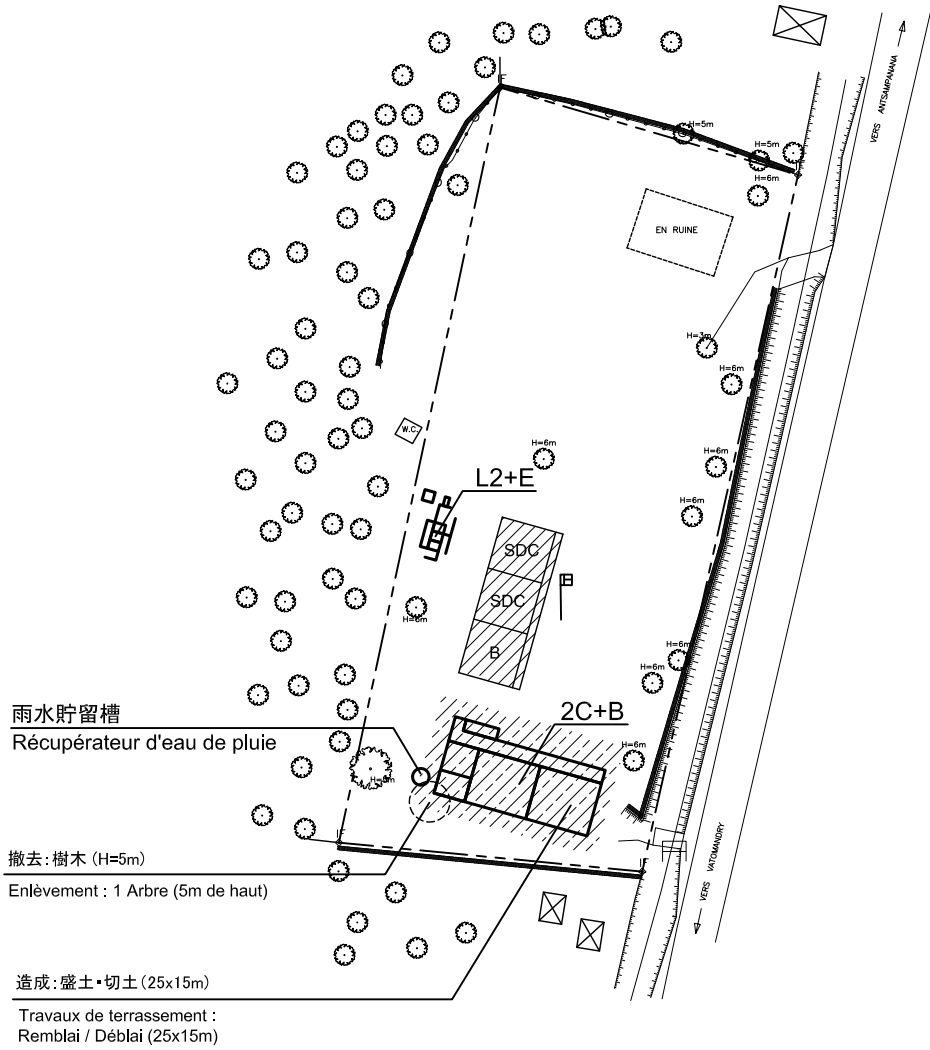 VERS ANTSAMPANANA
H=5m
H=5m
H=6m
EN RUINE
H=3m
H=6m
W.C.
H=6m
H=6m
L2+E
H=6m
SDC
SDC
H=6m
B
H=6m
H=6m
雨水貯留槽
Récupérateur d'eau de pluie
2C+B
H=6m
撤去:樹木 (H=5m)
Enlèvement : 1 Arbre (5m de haut)
VERS VATOMANDRY
造成:盛土・切土(25x15m)
Travaux de terrassement :
Remblai / Déblai (25x15m)